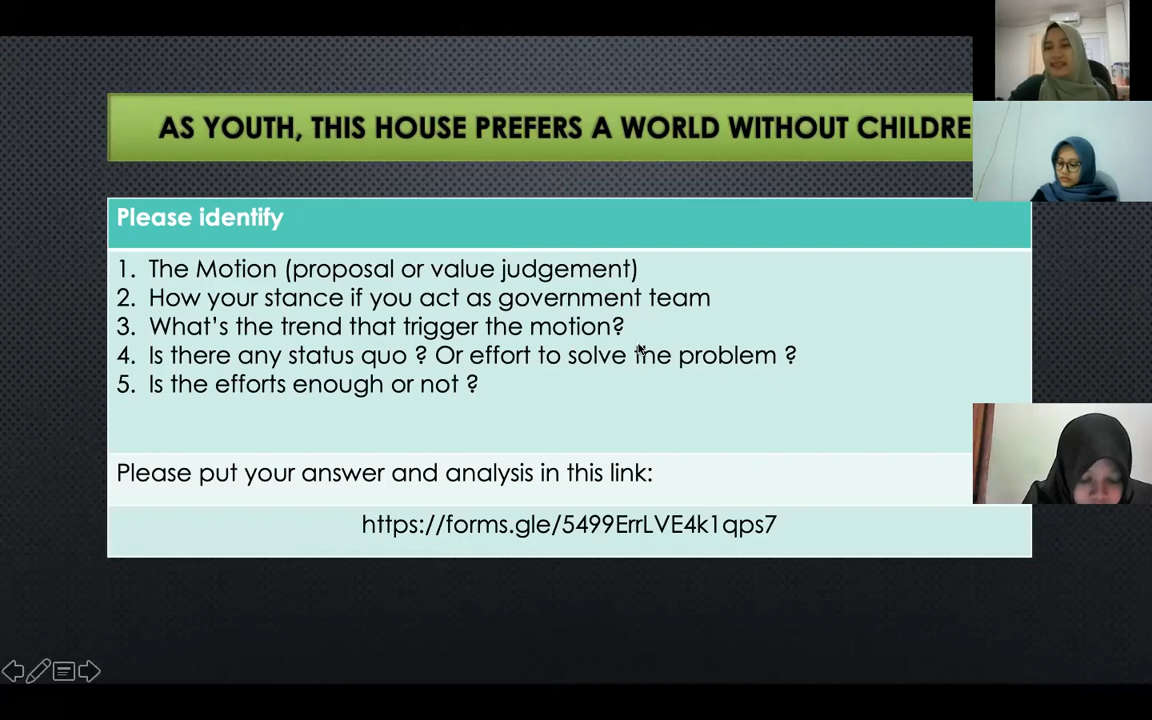 AS YOUTH, THIS HOUSE PREFERS A WORLD WITHOUT
Please identify
1. The Motion (proposal or value judgement)
2. How your stance if you act as government team
3. What's the trend that trigger the motion?
4. Is there any status quo ? Or effort to solve the problem ?
5. Is the efforts enough or not ?
Please put your answer and analysis in this link:
https://forms.gle/5499ErrLVE4k1qps7